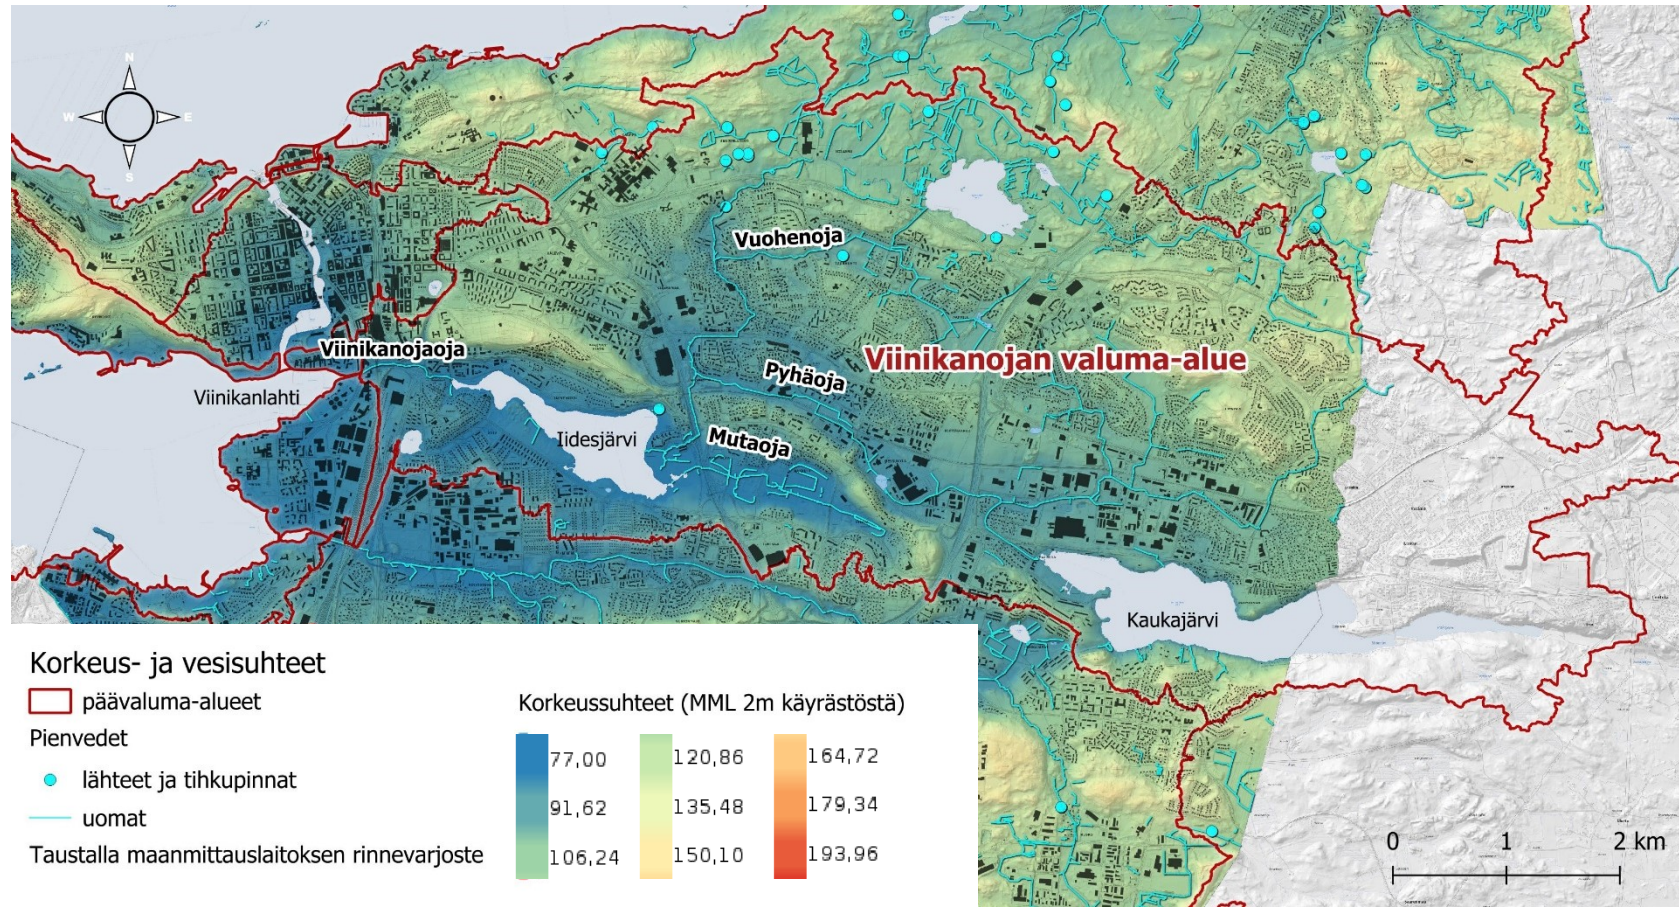 N
W
E
S
Vuohenoja
Viinikanojaoja
Viinikanojan valuma-alue
Pyhäoja
Viinikanlahti
Iidesjärvi
Mutaoja
Kaukajärvi
Korkeus- ja vesisuhteet
päävaluma-alueet
Pienvedet
lähteet ja tihkupinnat
uomat
Taustalla maanmittauslaitoksen rinnevarjoste
Korkeussuhteet (MML 2m käyrästöstä)
77,00
91,62
106,24
120,86
135,48
150,10
164,72
179,34
193,96
0 1 2 km